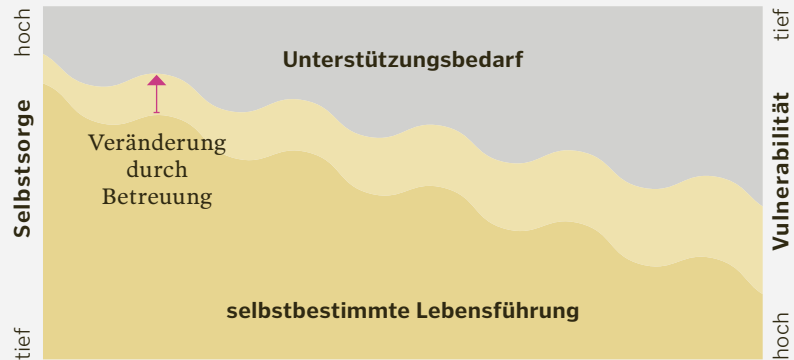 hoch
Selbstsorge
tief
Unterstützungsbedarf
Veränderung
durch
Betreuung
selbstbestimmte Lebensführung
tief
Vulnerabilität
hoch